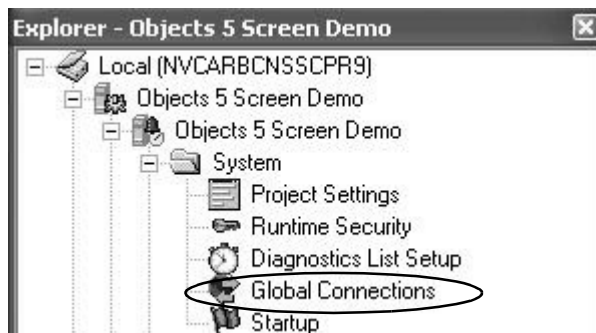 Explorer - Objects 5 Screen Demo
Local (NVCARBCNSSCPR9)
Objects 5 Screen Demo
Objects 5 Screen Demo
System
Project Settings
Runtime Security
Diagnostics List Setup
Global Connections
Startup